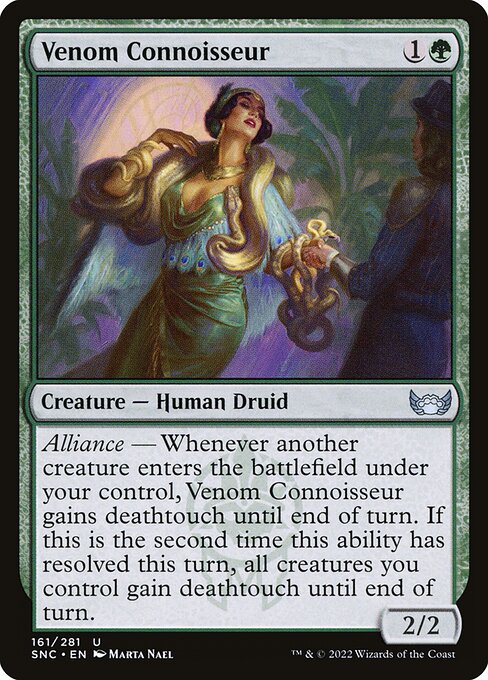 Venom Connoisseur 1
Creature — Human Druid
Alliance — Whenever another
creature enters the battlefield under
your control, Venom Connoisseur
gains deathtouch until end of turn. If
this is the second time this ability has
resolved this turn, all creatures you
control gain deathtouch until end of
turn.
2/2
161/281 U
SNC • EN Marta Nael
™ & © 2022 Wizards of the Coast